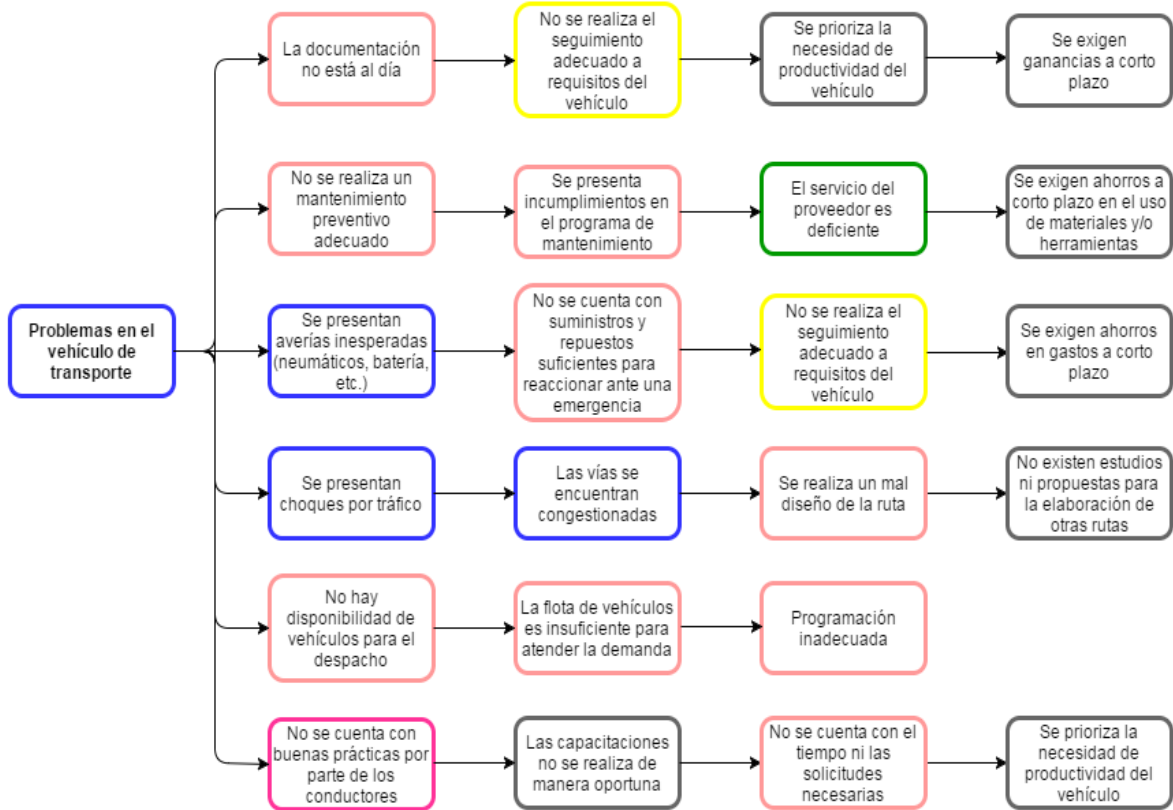 La documentación
no está al día
No se realiza el
seguimiento
adecuado a
requisitos del
vehículo
Se prioriza la
necesidad de
productividad del
vehículo
Se exigen
ganancias a corto
plazo
No se realiza un
mantenimiento
preventivo
adecuado
Se presenta
incumplimientos en
el programa de
mantenimiento
El servicio del
proveedor es
deficiente
Se exigen ahorros a
corto plazo en el uso
de materiales y/o
herramientas
Problemas en el
vehículo de
transporte
Se presentan
averías inesperadas
(neumáticos, batería,
etc.)
No se cuenta con
suministros y
repuestos
suficientes para
reaccionar ante una
emergencia
No se realiza el
seguimiento
adecuado a
requisitos del
vehículo
Se exigen ahorros
en gastos a corto
plazo
Se presentan
choques por tráfico
Las vías se
encuentran
congestionadas
Se realiza un mal
diseño de la ruta
No existen estudios
ni propuestas para
la elaboración de
otras rutas
No hay
disponibilidad de
vehículos para el
despacho
La flota de vehículos
es insuficiente para
atender la demanda
Programación
inadecuada
No se cuenta con
buenas prácticas por
parte de los
conductores
Las capacitaciones
no se realiza de
manera oportuna
No se cuenta con el
tiempo ni las
solicitudes
necesarias
Se prioriza la
necesidad de
productividad del
vehículo